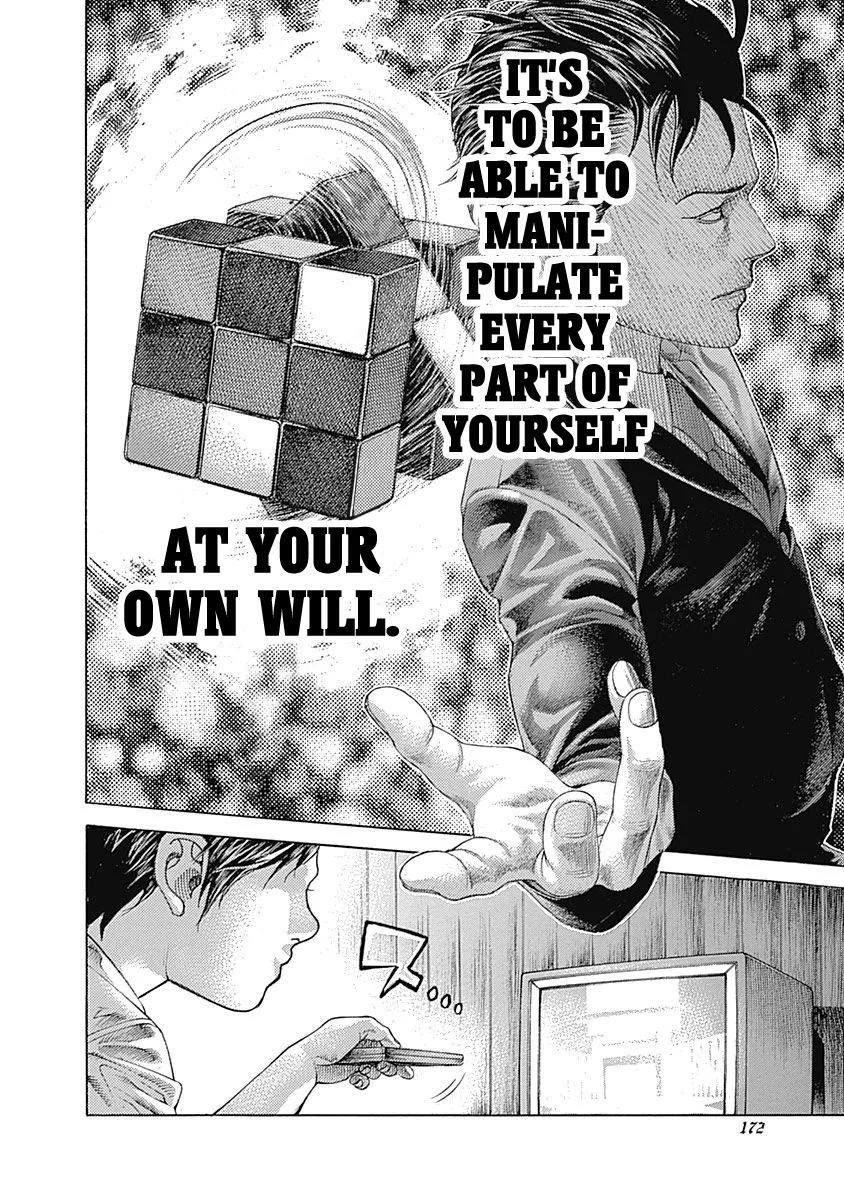 IT'S
TO BE
ABLE TO
MANI-
PULATE
EVERY
PART OF
YOURSELF
AT YOUR
OWN WILL.
172